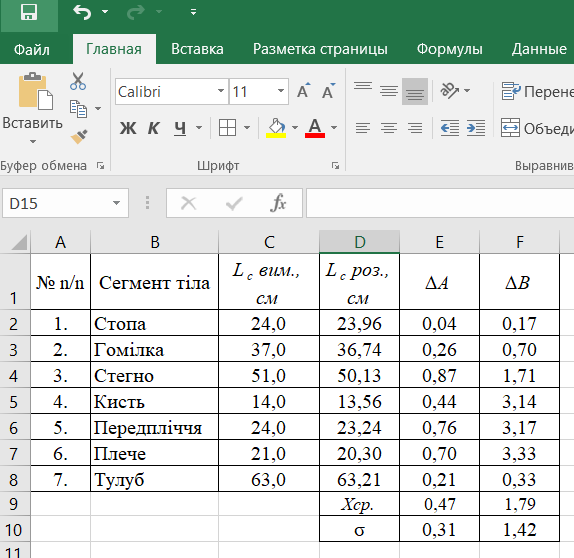 Файл Главная Вставка Разметка страницы Формулы Данные
Вставить
Calibri 11 A A Перене
Ж К Ч A Объеди
Буфер обмена Шрифт Выравнив
D15 fx
A B C D E F
1 № п/п Сегмент тіла L с вим., см L с роз., см ΔA ΔB
2 1. Стопа 24,0 23,96 0,04 0,17
3 2. Гомілка 37,0 36,74 0,26 0,70
4 3. Стегно 51,0 50,13 0,87 1,71
5 4. Кисть 14,0 13,56 0,44 3,14
6 5. Передпліччя 24,0 23,24 0,76 3,17
7 6. Плече 21,0 20,30 0,70 3,33
8 7. Тулуб 63,0 63,21 0,21 0,33
9 Хср. 0,47 1,79
10 σ 0,31 1,42
11